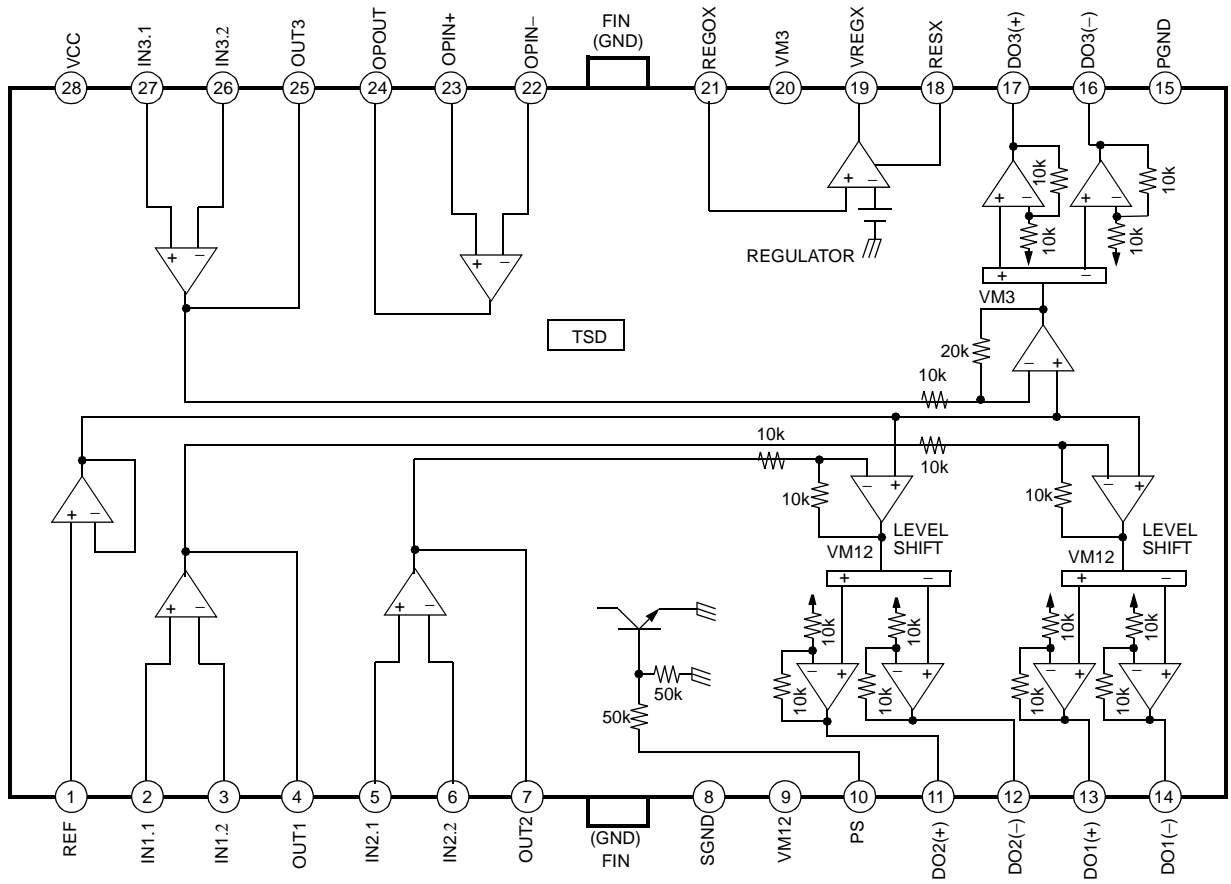 VCC
IN3.1
IN3.2
OUT3
OPOUT
OPIN+
OPIN−
FIN
(GND)
REGOX
VM3
VREGX
RESX
DO3(+)
DO3(−)
PGND
28
27
26
25
24
23
22
21
20
19
18
17
16
15
+ −
10k
+ −
10k
+ −
10k
10k
+ −
+ −
REGULATOR
+ −
VM3
TSD
20k
− +
10k
10k
10k
− +
− +
10k
10k
+ −
LEVEL
SHIFT
LEVEL
SHIFT
VM12
VM12
+ −
+ −
+ −
+ −
10k
10k
10k
10k
− +
− +
− +
− +
50k
10k
10k
10k
10k
50k
1
2
3
4
5
6
7
8
9
10
11
12
13
14
REF
IN1.1
IN1.2
OUT1
IN2.1
IN2.2
OUT2
(GND)
FIN
SGND
VM12
PS
DO2(+)
DO2(−)
DO1(+)
DO1(−)